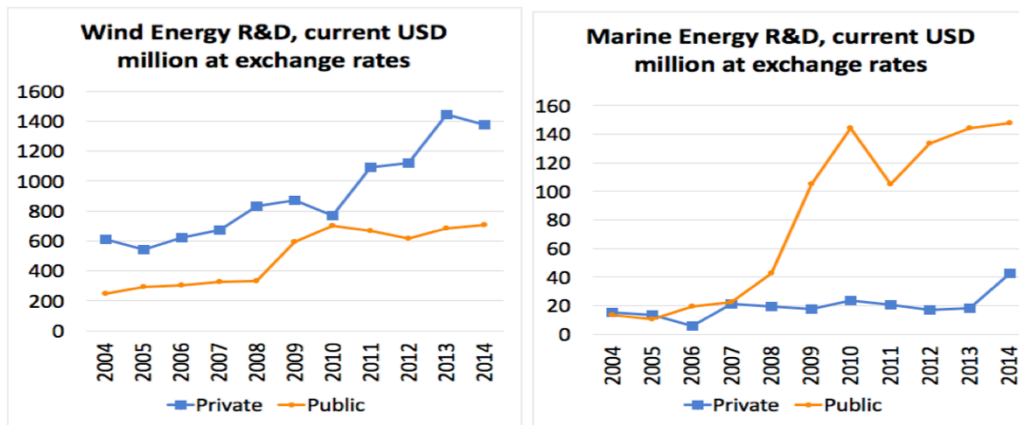 Wind Energy R&D, current USD
million at exchange rates
1600
1400
1200
1000
800
600
400
200
0
2004 2005 2006 2007 2008 2009 2010 2011 2012 2013 2014
Private Public
Marine Energy R&D, current USD
million at exchange rates
160
140
120
100
80
60
40
20
0
2004 2005 2006 2007 2008 2009 2010 2011 2012 2013 2014
Private Public